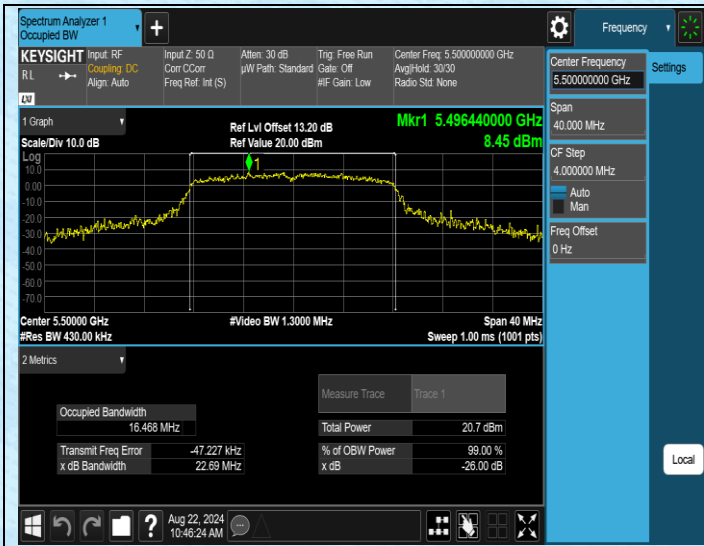 Spectrum Analyzer 1
Occupied BW
Frequency
KEYSIGHT
RL
LXI
Input: RF
Coupling: DC
Align: Auto
Input Z: 50 Ω
Corr CCorr
Freq Ref: Int (S)
Atten: 30 dB
µW Path: Standard
Trig: Free Run
Gate: Off
#IF Gain: Low
Center Freq: 5.500000000 GHz
Avg|Hold: 30/30
Radio Std: None
Center Frequency
5.500000000 GHz
Settings
Span
40.000 MHz
CF Step
4.000000 MHz
Auto
Man
Freq Offset
0 Hz
1 Graph
Scale/Div 10.0 dB
Ref Lvl Offset 13.20 dB
Ref Value 20.00 dBm
Mkr1 5.496440000 GHz
8.45 dBm
Log
1
10.0
0.00
-10.0
-20.0
-30.0
-40.0
-50.0
-60.0
-70.0
Center 5.50000 GHz
#Res BW 430.00 kHz
#Video BW 1.3000 MHz
Span 40 MHz
Sweep 1.00 ms (1001 pts)
2 Metrics
Measure Trace Trace 1
Occupied Bandwidth
16.468 MHz
Total Power 20.7 dBm
Transmit Freq Error -47.227 kHz
% of OBW Power 99.00 %
x dB Bandwidth 22.69 MHz
x dB -26.00 dB
Local
Aug 22, 2024
10:46:24 AM